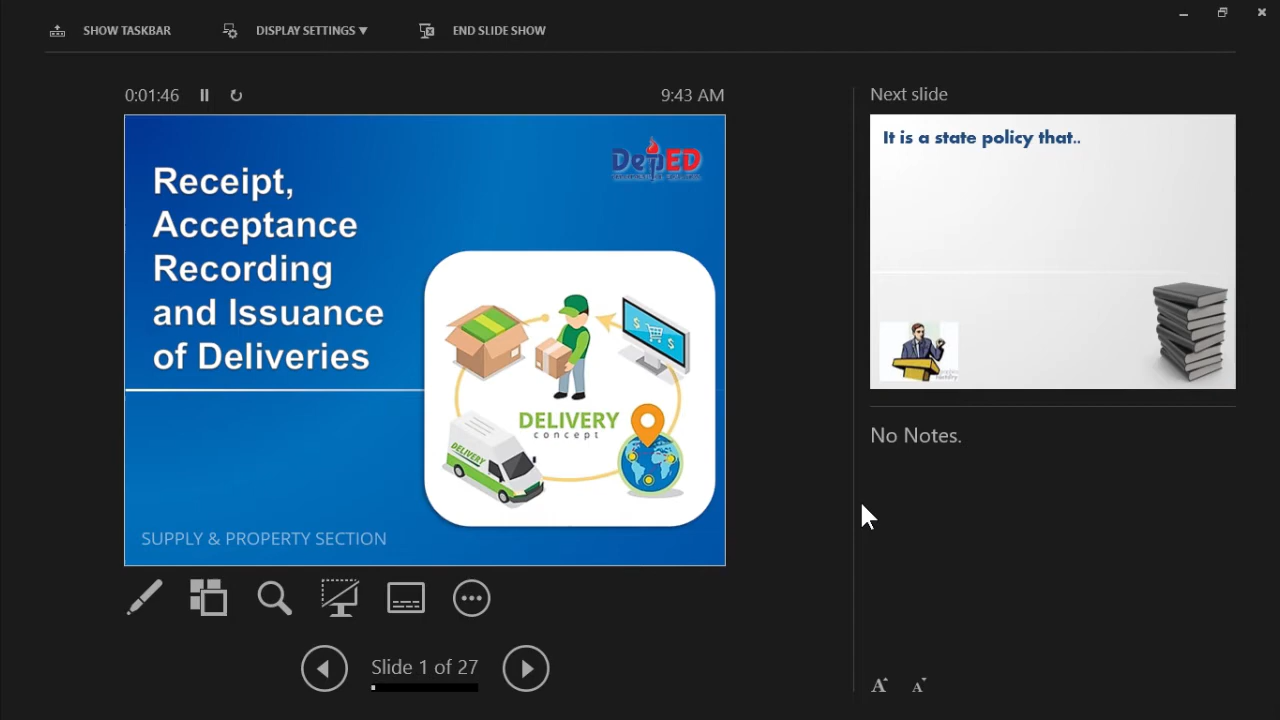 SHOW TASKBAR
DISPLAY SETTINGS ▼
END SLIDE SHOW
0:01:46
9:43 AM
Receipt,
Acceptance
Recording
and Issuance
of Deliveries
DepED
DELIVERY
concept
DELIVERY
SUPPLY & PROPERTY SECTION
Slide 1 of 27
Next slide
It is a state policy that..
No Notes.
A
A